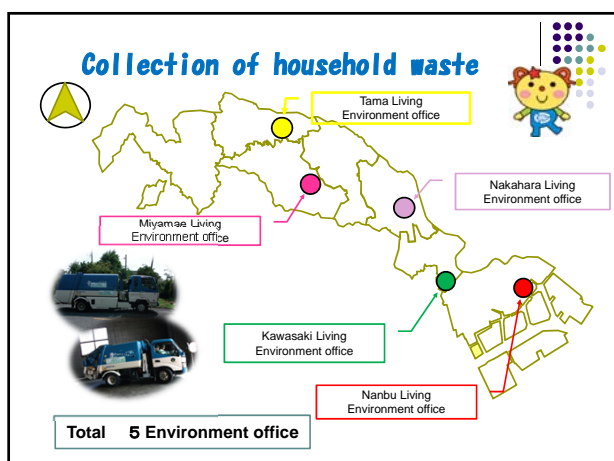 Collection of household waste
Tama Living
Environment office
Nakahara Living
Environment office
Miyamae Living
Environment office
Kawasaki Living
Environment office
Nanbu Living
Environment office
Total 5 Environment office